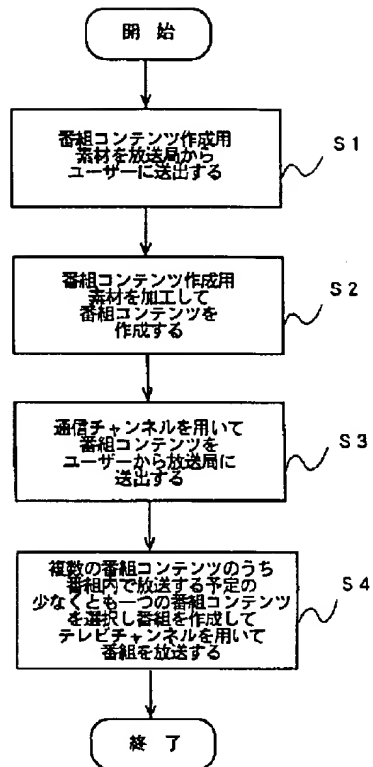 開 始
番組コンテンツ作成用
素材を放送局から
ユーザーに送出する
S1
番組コンテンツ作成用
素材を加工して
番組コンテンツを
作成する
S2
通信チャンネルを用いて
番組コンテンツを
ユーザーから放送局に
送出する
S3
複数の番組コンテンツのうち
番組内で放送する予定の
少なくとも一つの番組コンテンツ
を選択し番組を作成して
テレビチャンネルを用いて
番組を放送する
S4
終 了